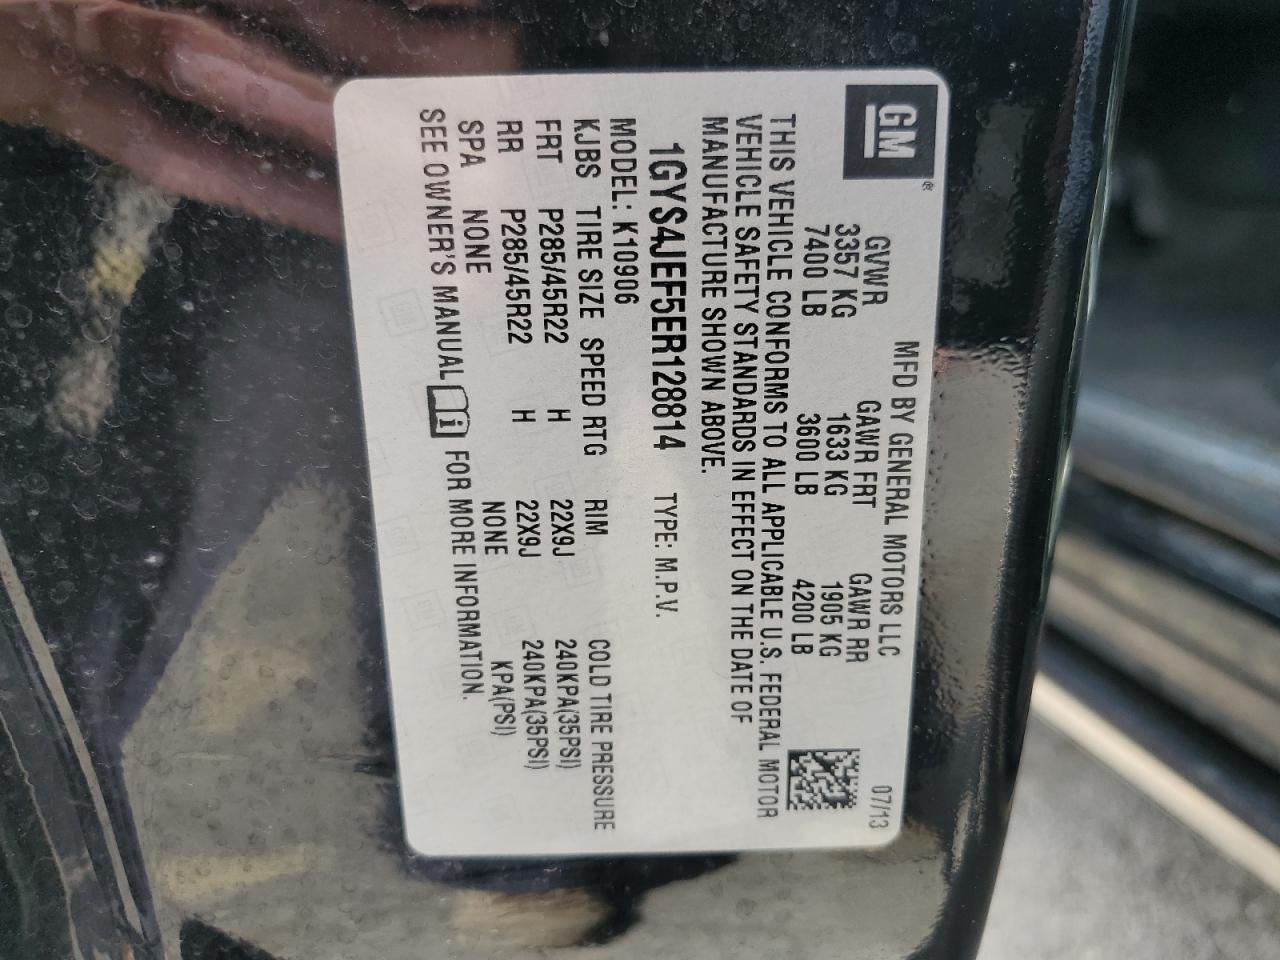 GM®
MFD BY GENERAL MOTORS LLC 07/13
GVWR GAWR FRT GAWR RR
3357 KG 1633 KG 1905 KG
7400 LB 3600 LB 4200 LB
THIS VEHICLE CONFORMS TO ALL APPLICABLE U.S. FEDERAL MOTOR
VEHICLE SAFETY STANDARDS IN EFFECT ON THE DATE OF
MANUFACTURE SHOWN ABOVE.
1GYS4JEF5ER128814 TYPE: M.P.V.
MODEL: K10906
KJBS TIRE SIZE SPEED RTG RIM COLD TIRE PRESSURE
FRT P285/45R22 H 22X9J 240KPA(35PSI)
RR P285/45R22 H 22X9J 240KPA(35PSI)
SPA NONE NONE KPA(PSI)
SEE OWNER'S MANUAL i FOR MORE INFORMATION.